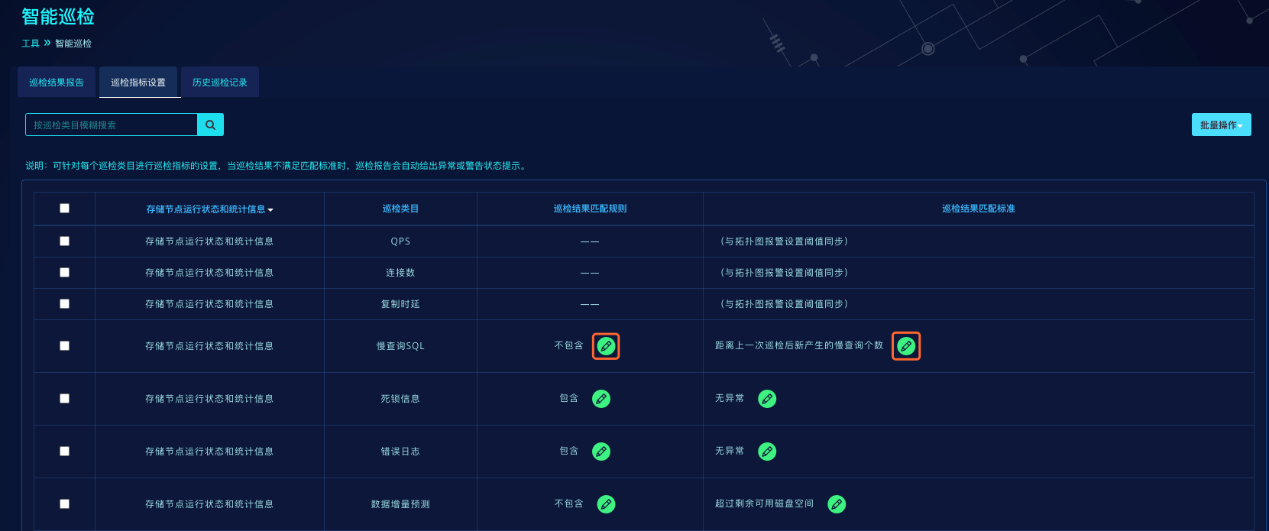 智能巡检
工具 » 智能巡检
巡检结果报告 巡检指标设置 历史巡检记录
按巡检类目模糊搜索 批量操作
说明：可针对每个巡检类目进行巡检指标的设置，当巡检结果不满足匹配标准时，巡检报告会自动给出异常或警告状态提示。
存储节点运行状态和统计信息 巡检类目 巡检结果匹配规则 巡检结果匹配标准
存储节点运行状态和统计信息 QPS —— （与拓扑图报警设置阈值同步）
存储节点运行状态和统计信息 连接数 —— （与拓扑图报警设置阈值同步）
存储节点运行状态和统计信息 复制时延 —— （与拓扑图报警设置阈值同步）
存储节点运行状态和统计信息 慢查询SQL 不包含 距离上一次巡检后新产生的慢查询个数
存储节点运行状态和统计信息 死锁信息 包含 无异常
存储节点运行状态和统计信息 错误日志 包含 无异常
存储节点运行状态和统计信息 数据增量预测 不包含 超过剩余可用磁盘空间